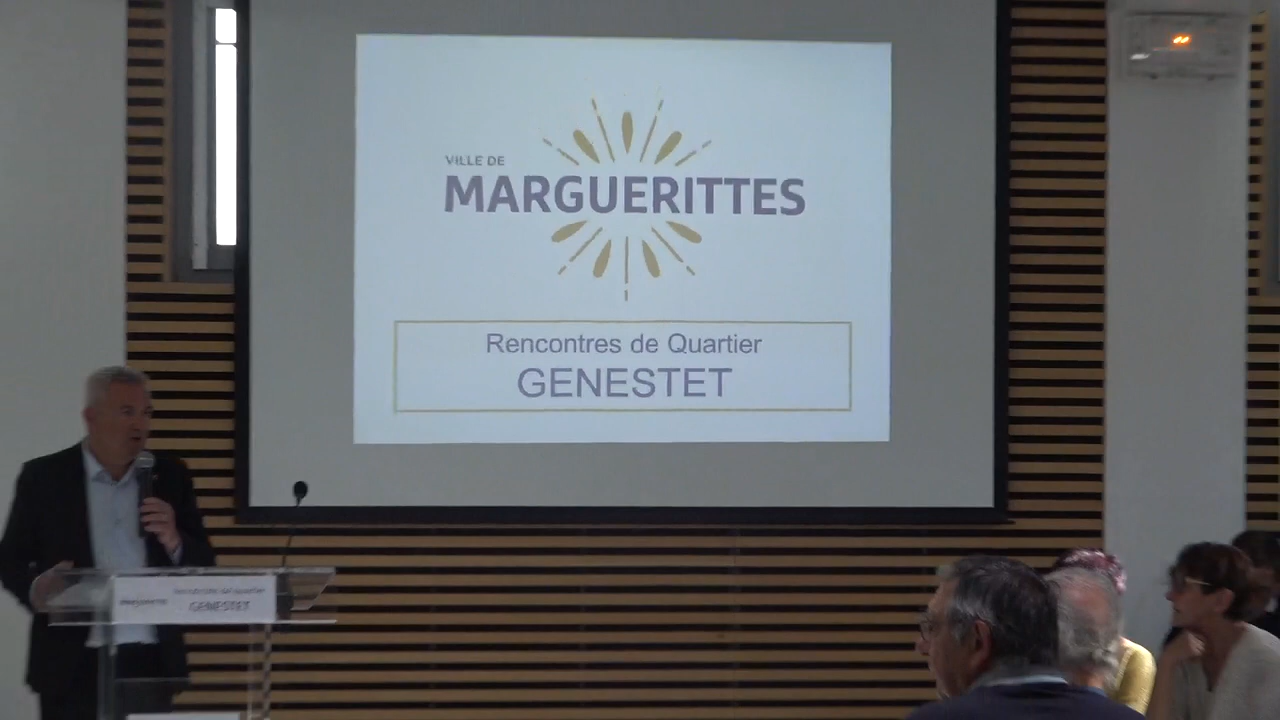 VILLE DE
MARGUERITTES
Rencontres de Quartier
GENESTET
GENESTET